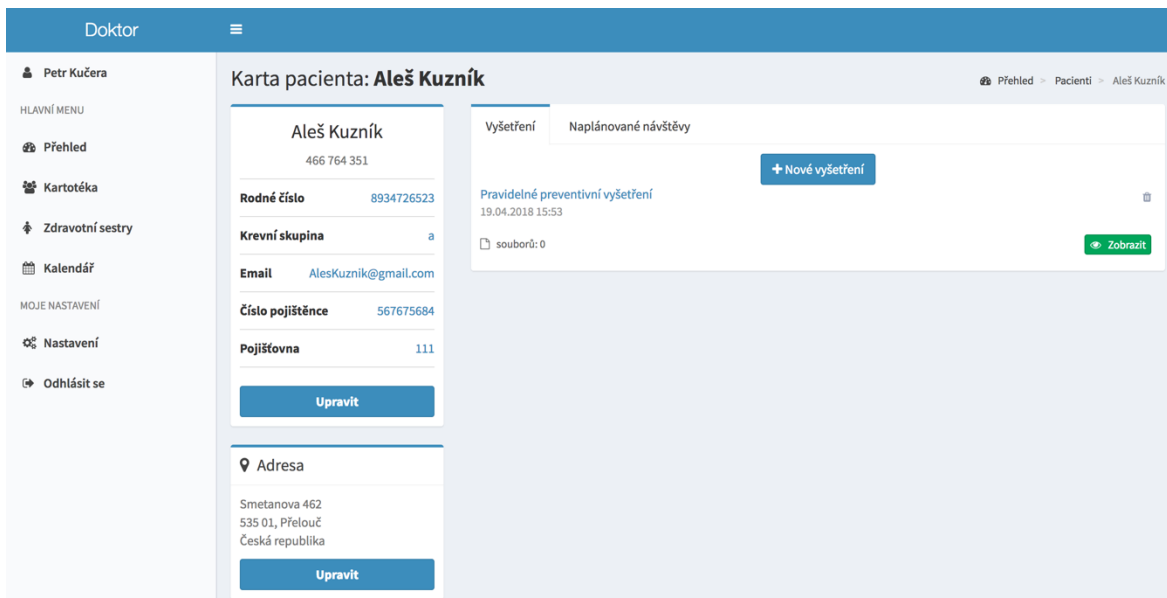 Doktor
Petr Kučera
HLAVNÍ MENU
Přehled
Kartotéka
Zdravotní sestry
Kalendář
MOJE NASTAVENÍ
Nastavení
Odhlásit se
Karta pacienta: Aleš Kuzník
Přehled > Pacienti > Aleš Kuzník
Aleš Kuzník
466 764 351
Rodné číslo 8934726523
Krevní skupina a
Email AlesKuznik@gmail.com
Číslo pojištěnce 567675684
Pojišťovna 111
Upravit
Adresa
Smetanova 462
535 01, Přelouč
Česká republika
Upravit
Vyšetření Naplánované návštěvy
+ Nové vyšetření
Pravidelné preventivní vyšetření
19.04.2018 15:53
souborů: 0
Zobrazit